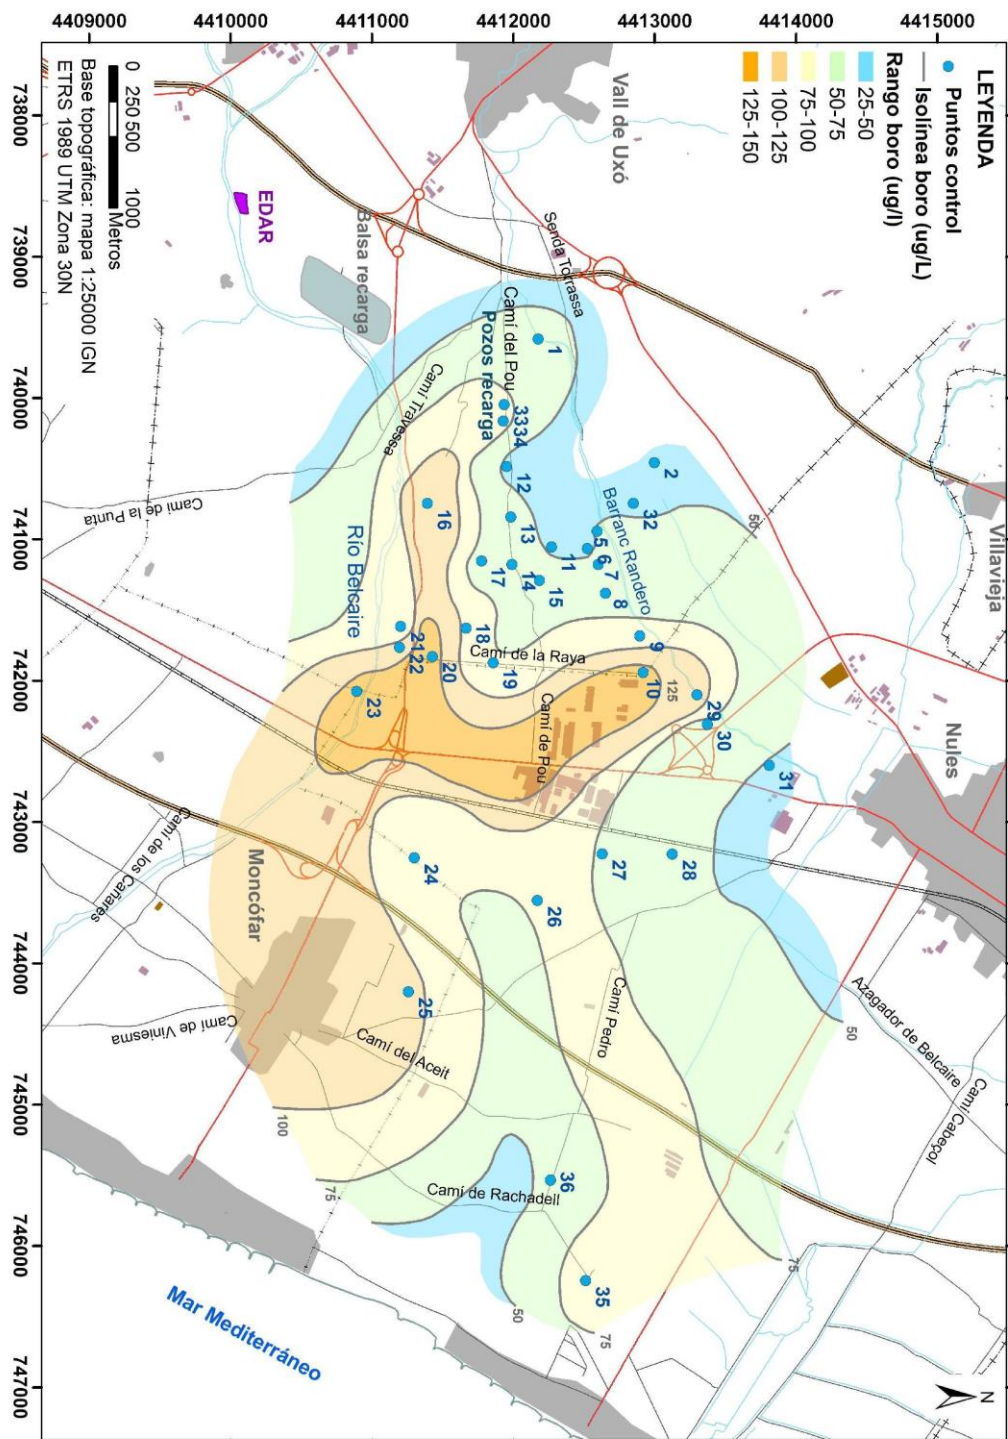 4409000
4410000
4411000
4412000
4413000
4414000
4415000
LEYENDA
Puntos control
Isolínea boro (ug/L)
Rango boro (ug/l)
25-50
50-75
75-100
100-125
125-150
Vall de Uxó
Senda Torrassa
Villavieja
Nules
EDAR
Balsa recarga
Camí del Pou
Pozos recarga
Camí Travessa
Camí de la Punta
Río Belcaire
Barranc Randero
Camí de la Raya
Camí de Pou
Moncófar
Camí de los Cañares
Camí de Viniesma
Camí del Aceit
Camí Pedro
Camí de Rachadell
Azagador de Belcaire
Camí Cabeçol
Mar Mediterráneo
1
2
3334
12
32
16
13
5
6
7
8
11
14
15
17
18
19
9
10
2122
20
23
29
30
31
24
25
26
27
28
36
35
50
125
50
100
75
75
50
75
0 250 500 1000
Metros
Base topográfica: mapa 1:25000 IGN
ETRS 1989 UTM Zona 30N
738000
739000
740000
741000
742000
743000
744000
745000
746000
747000
N